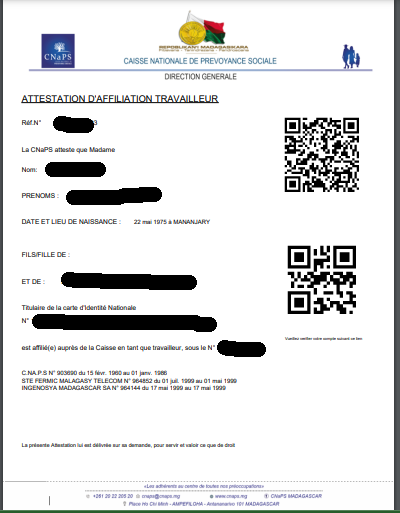 CNaPS
REPOBLIKAN'I MADAGASIKARA
Fitiavana - Tanindrazana - Fandrosoana
CAISSE NATIONALE DE PREVOYANCE SOCIALE
DIRECTION GENERALE
ATTESTATION D'AFFILIATION TRAVAILLEUR
Réf.N° 3
La CNaPS atteste que Madame
Nom:
PRENOMS :
DATE ET LIEU DE NAISSANCE : 22 mai 1975 à MANANJARY
FILS/FILLE DE :
ET DE :
Titulaire de la carte d'Identité Nationale
N°
est affilié(e) auprès de la Caisse en tant que travailleur, sous le N°
Veuillez vérifier votre compte suivant ce lien
C.NA.P.S N° 903690 du 15 févr. 1960 au 01 janv. 1986
STE FERMIC MALAGASY TELECOM N° 964852 du 01 juil. 1999 au 01 mai 1999
INGENOSYA MADAGASCAR SA N° 964144 du 17 mai 1999 au 17 mai 1999
La présente Attestation lui est délivrée sur sa demande, pour servir et valoir ce que de droit
«Les adhérents au centre de toutes nos préoccupations»
+261 20 22 205 20 cnaps@cnaps.mg www.cnaps.mg CNaPS MADAGASCAR
Place Ho Chi Minh - AMPEFILOHA - Antananarivo 101 MADAGASCAR